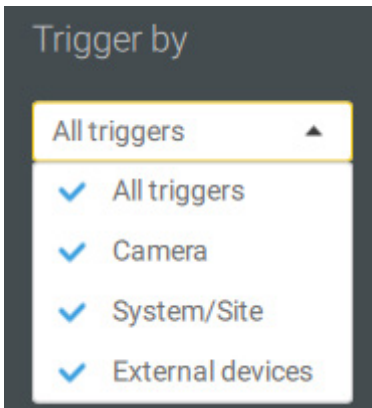 Trigger by
All triggers
All triggers
Camera
System/Site
External devices